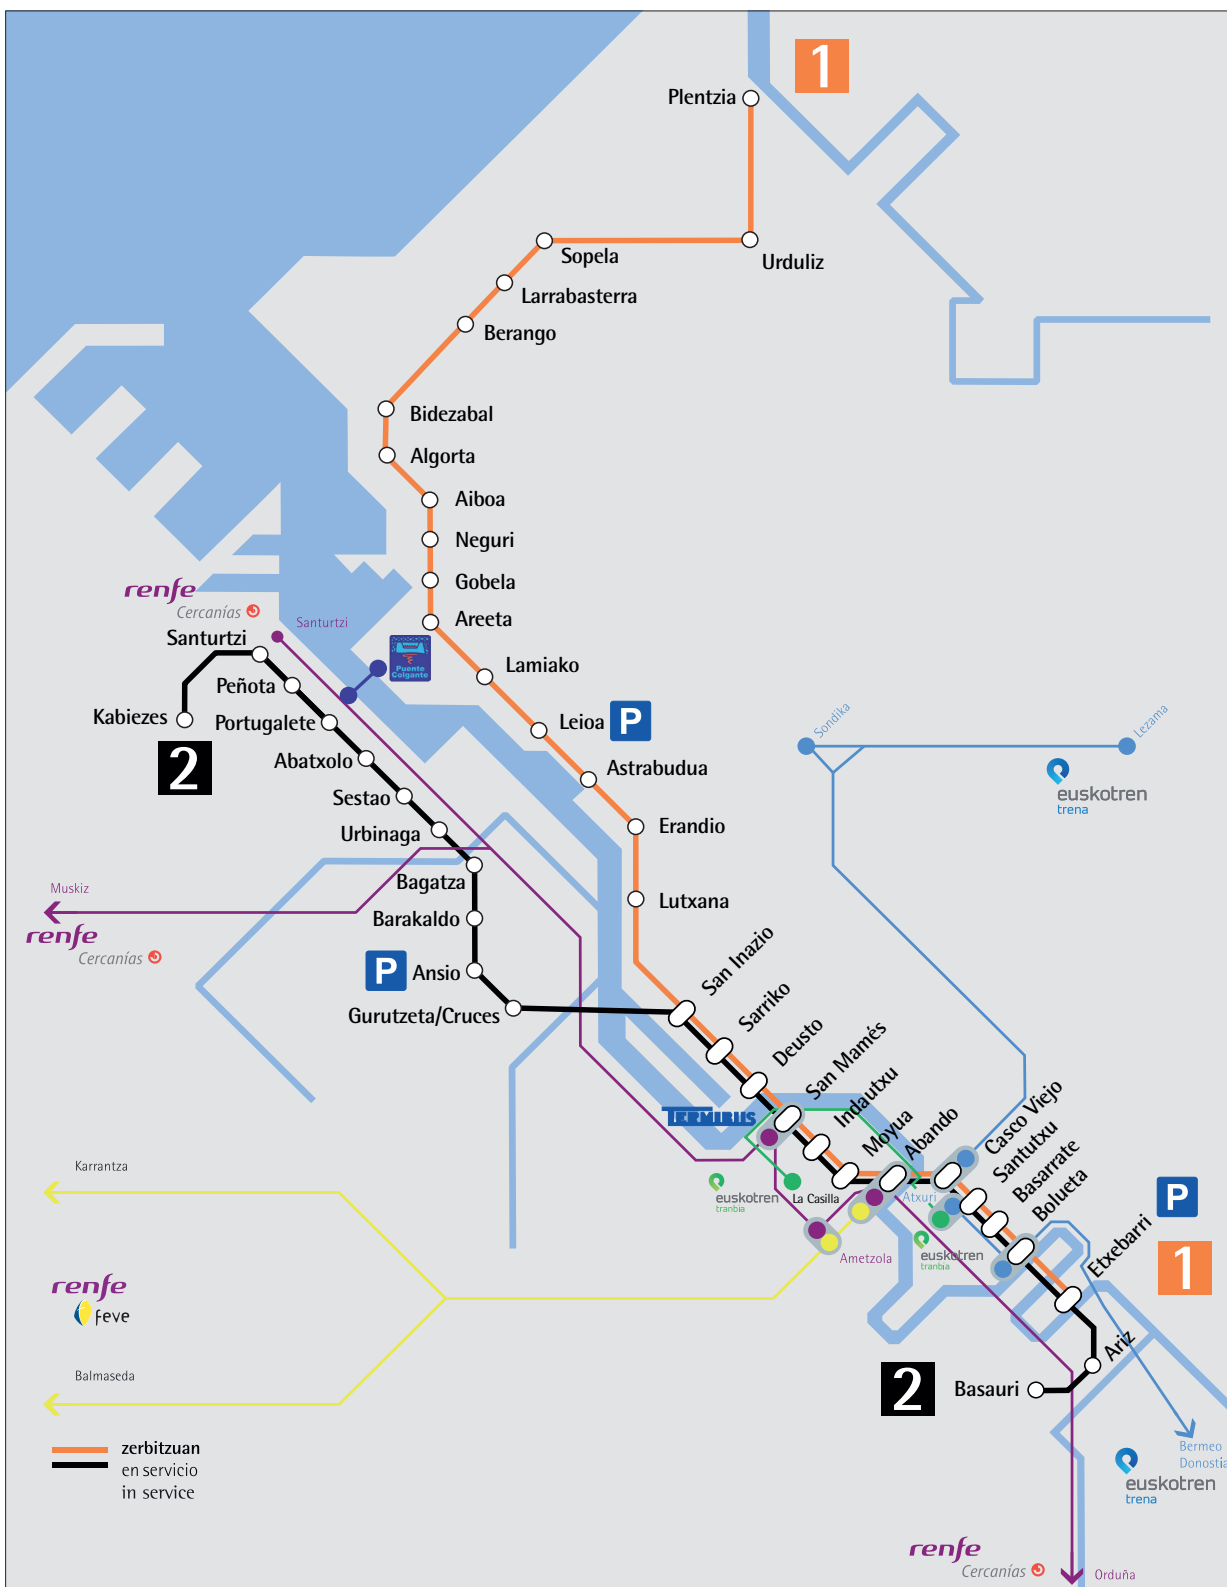 1
Plentzia
Sopela
Urduliz
Larrabasterra
Berango
Bidezabal
Algorta
Aiboa
Neguri
Gobela
Areeta
renfe
Cercanías
Santurtzi
Santurtzi
Puente
Colgante
Lamiako
Peñota
Kabiezes
Portugalete
Leioa P
2
Abatxolo
Astrabudua
Sondika
Lezama
euskotren
trena
Sestao
Urbinaga
Erandio
Bagatza
Muskiz
renfe
Cercanías
Barakaldo
Lutxana
P Ansio
Gurutzeta/Cruces
San Inazio
Sarriko
Deusto
San Mamés
Indautxu
Moyua
Abando
Casco Viejo
Santutxu
Basarrate
Bolueta
Etxebarri
P
1
TERMIBUS
Karrantza
euskotren
tranbia
La Casilla
Atxuri
euskotren
tranbia
Ametzola
renfe
feve
Ariz
2
Basauri
Balmaseda
zerbitzuan
en servicio
in service
Bermeo
Donostia
euskotren
trena
renfe
Cercanías
Orduña